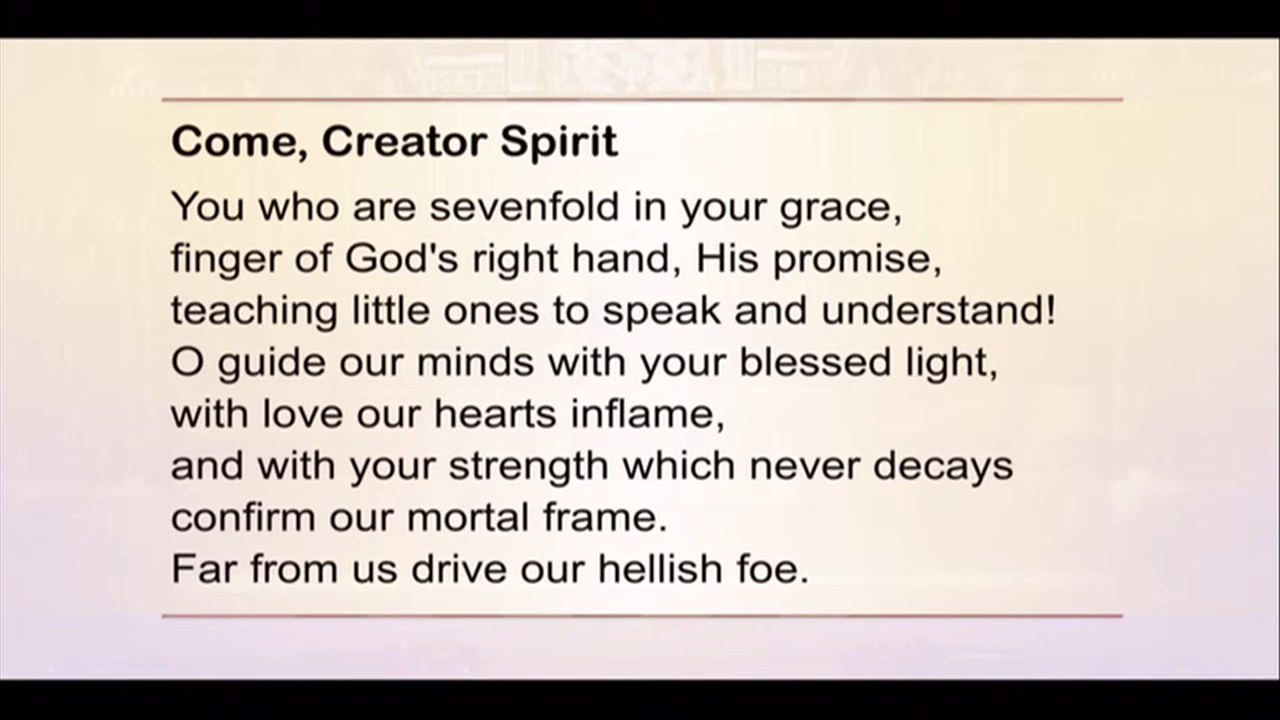 Come, Creator Spirit
You who are sevenfold in your grace,
finger of God's right hand, His promise,
teaching little ones to speak and understand!
O guide our minds with your blessed light,
with love our hearts inflame,
and with your strength which never decays
confirm our mortal frame.
Far from us drive our hellish foe.